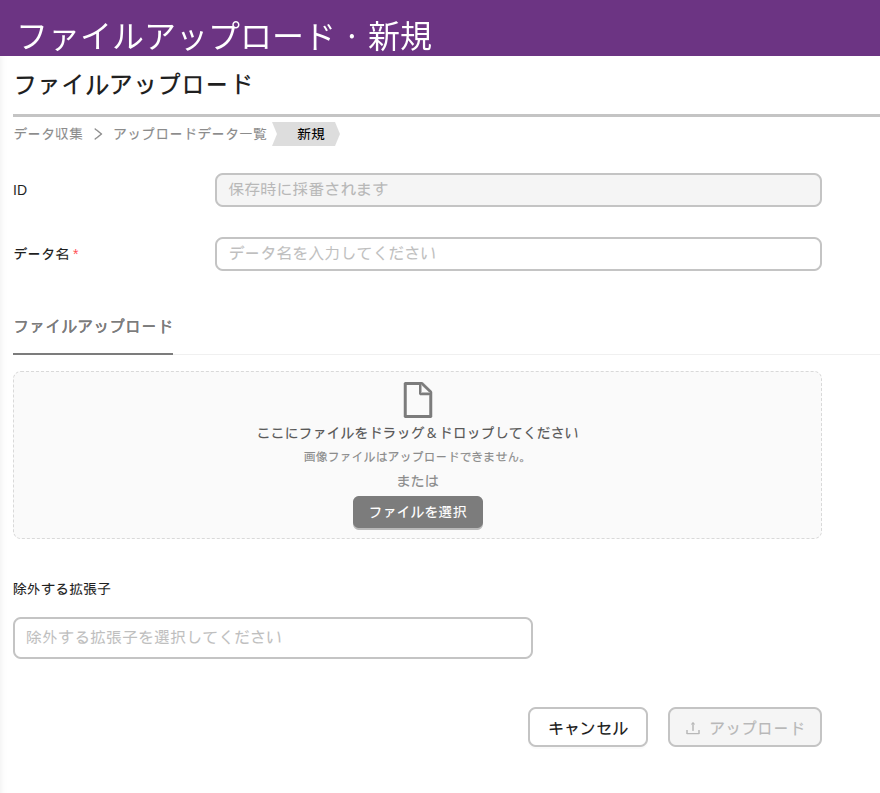 ファイルアップロード・新規
ファイルアップロード
データ収集 > アップロードデータ一覧 新規
ID 保存時に採番されます
データ名* データ名を入力してください
ファイルアップロード
ここにファイルをドラッグ&ドロップしてください
画像ファイルはアップロードできません。
または
ファイルを選択
除外する拡張子
除外する拡張子を選択してください
キャンセル アップロード